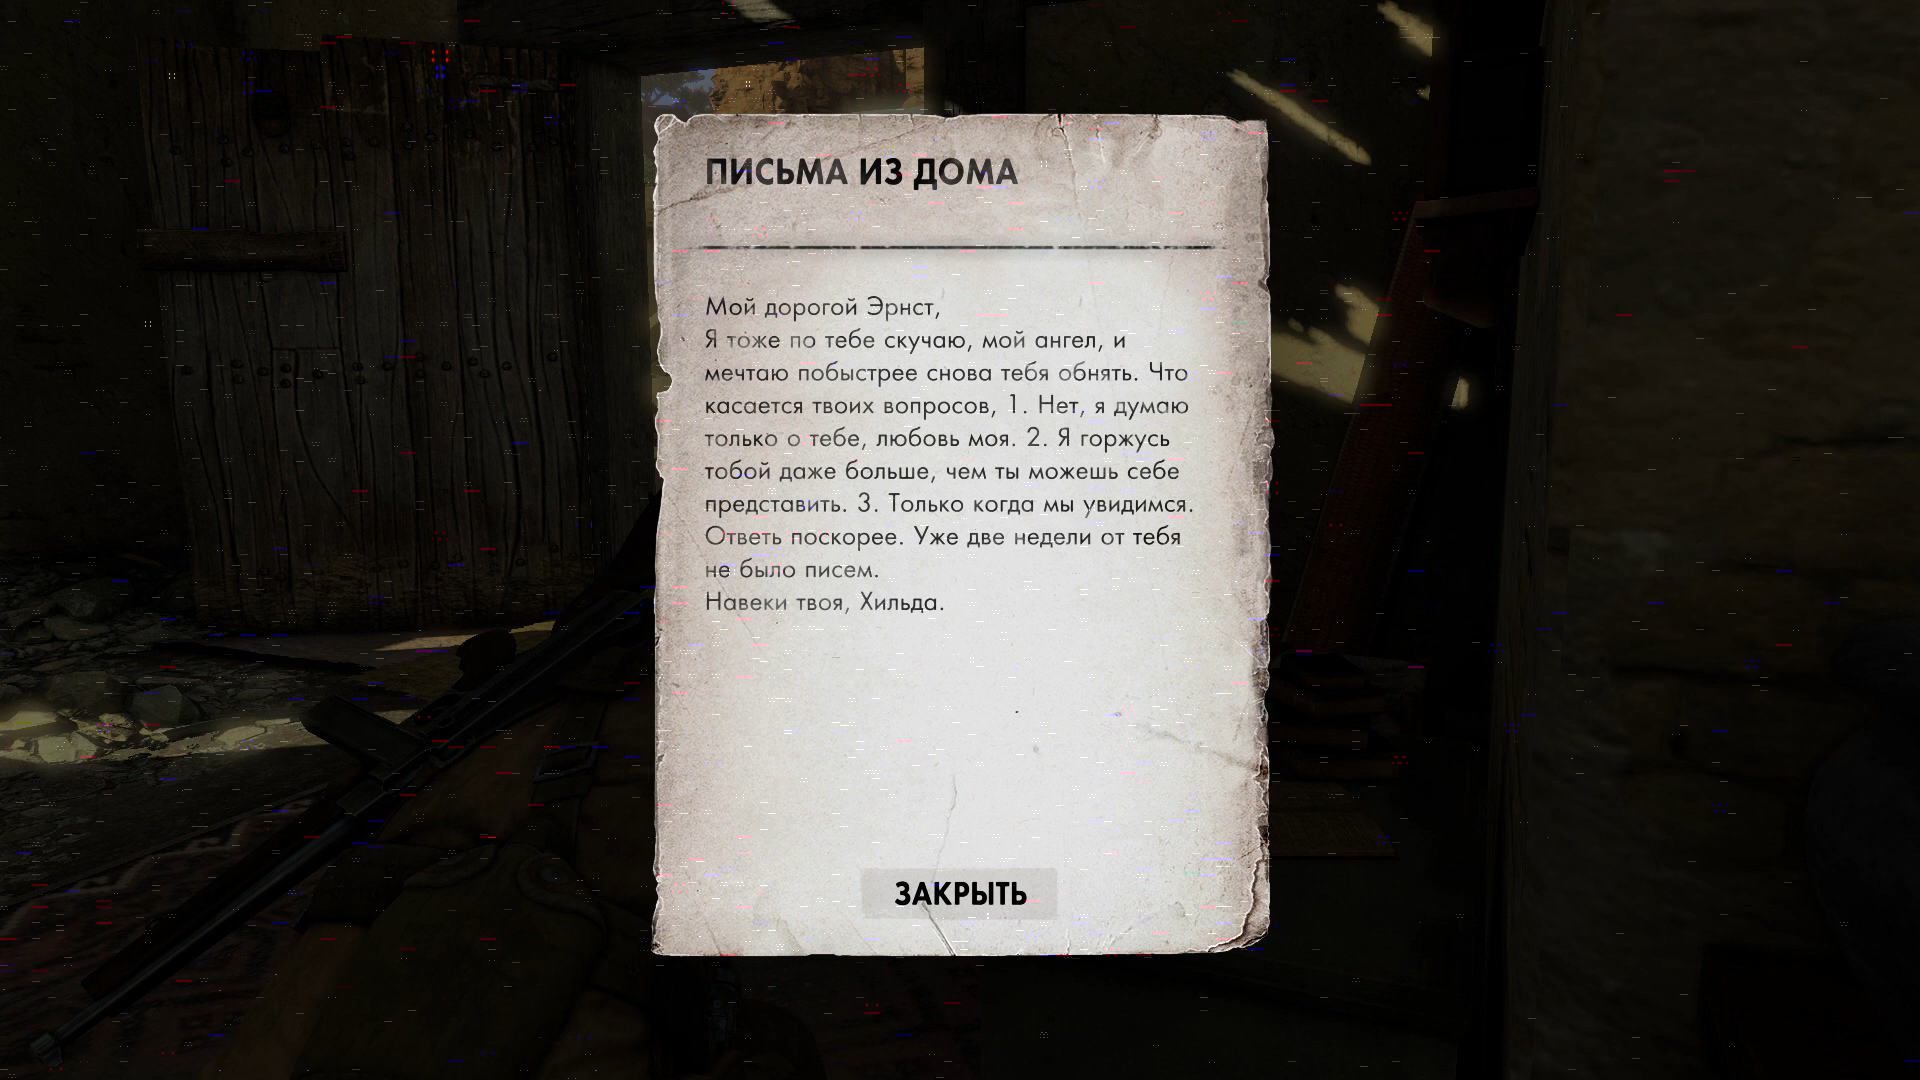 ПИСЬМА ИЗ ДОМА
Мой дорогой Эрнст,
Я тоже по тебе скучаю, мой ангел, и
мечтаю побыстрее снова тебя обнять. Что
касается твоих вопросов, 1. Нет, я думаю
только о тебе, любовь моя. 2. Я горжусь
тобой даже больше, чем ты можешь себе
представить. 3. Только когда мы увидимся.
Ответь поскорее. Уже две недели от тебя
не было писем.
Навеки твоя, Хильда.
ЗАКРЫТЬ